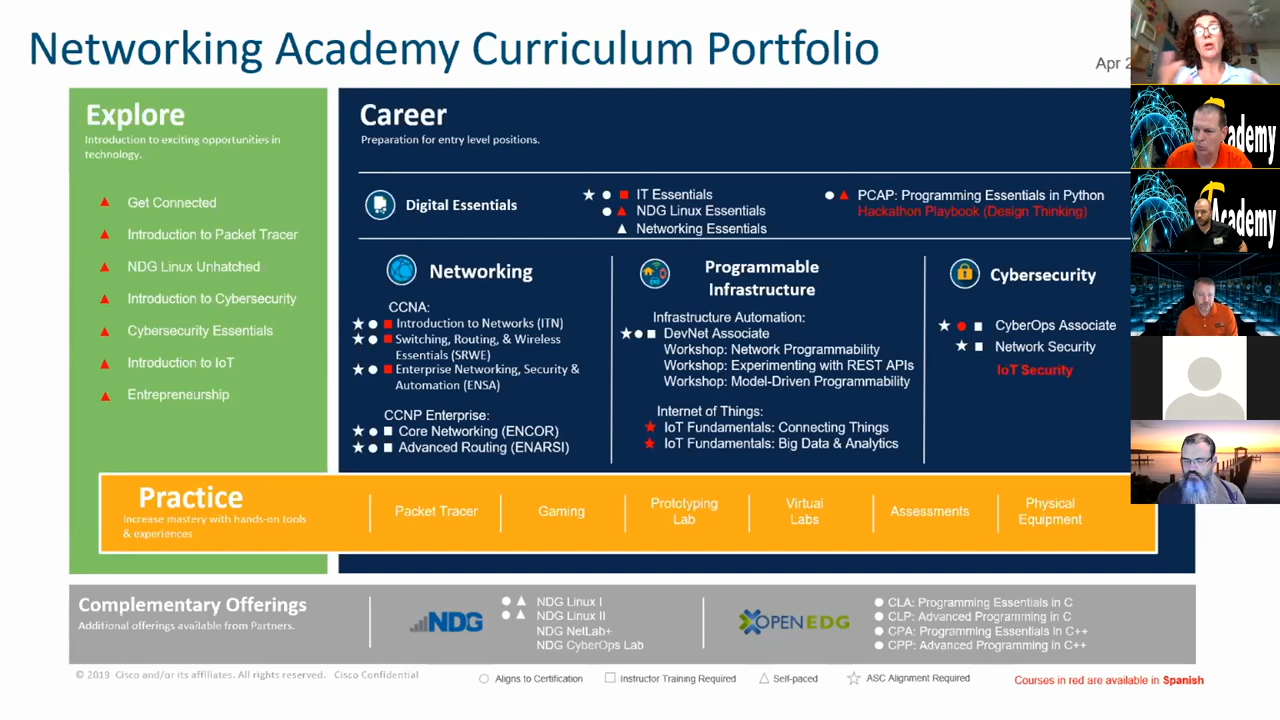 Networking Academy Curriculum Portfolio
Apr 2
Explore
Introduction to exciting opportunities in
technology.
Get Connected
Introduction to Packet Tracer
NDG Linux Unhatched
Introduction to Cybersecurity
Cybersecurity Essentials
Introduction to IoT
Entrepreneurship
Career
Preparation for entry level positions.
Digital Essentials
IT Essentials
NDG Linux Essentials
Networking Essentials
PCAP: Programming Essentials in Python
Hackathon Playbook (Design Thinking)
Networking
CCNA:
Introduction to Networks (ITN)
Switching, Routing, & Wireless
Essentials (SRWE)
Enterprise Networking, Security &
Automation (ENSA)
CCNP Enterprise:
Core Networking (ENCOR)
Advanced Routing (ENARSI)
Programmable
Infrastructure
Infrastructure Automation:
DevNet Associate
Workshop: Network Programmability
Workshop: Experimenting with REST APIs
Workshop: Model-Driven Programmability
Internet of Things:
IoT Fundamentals: Connecting Things
IoT Fundamentals: Big Data & Analytics
Cybersecurity
CyberOps Associate
Network Security
IoT Security
Practice
Increase mastery with hands-on tools
& experiences
Packet Tracer
Gaming
Prototyping
Lab
Virtual
Labs
Assessments
Physical
Equipment
Complementary Offerings
Additional offerings available from Partners.
NDG
NDG Linux I
NDG Linux II
NDG NetLab+
NDG CyberOps Lab
OPENEDG
CLA: Programming Essentials in C
CLP: Advanced Programming in C
CPA: Programming Essentials in C++
CPP: Advanced Programming in C++
© 2019 Cisco and/or its affiliates. All rights reserved. Cisco Confidential
Aligns to Certification
Instructor Training Required
Self-paced
ASC Alignment Required
Courses in red are available in Spanish
ademy
Academy